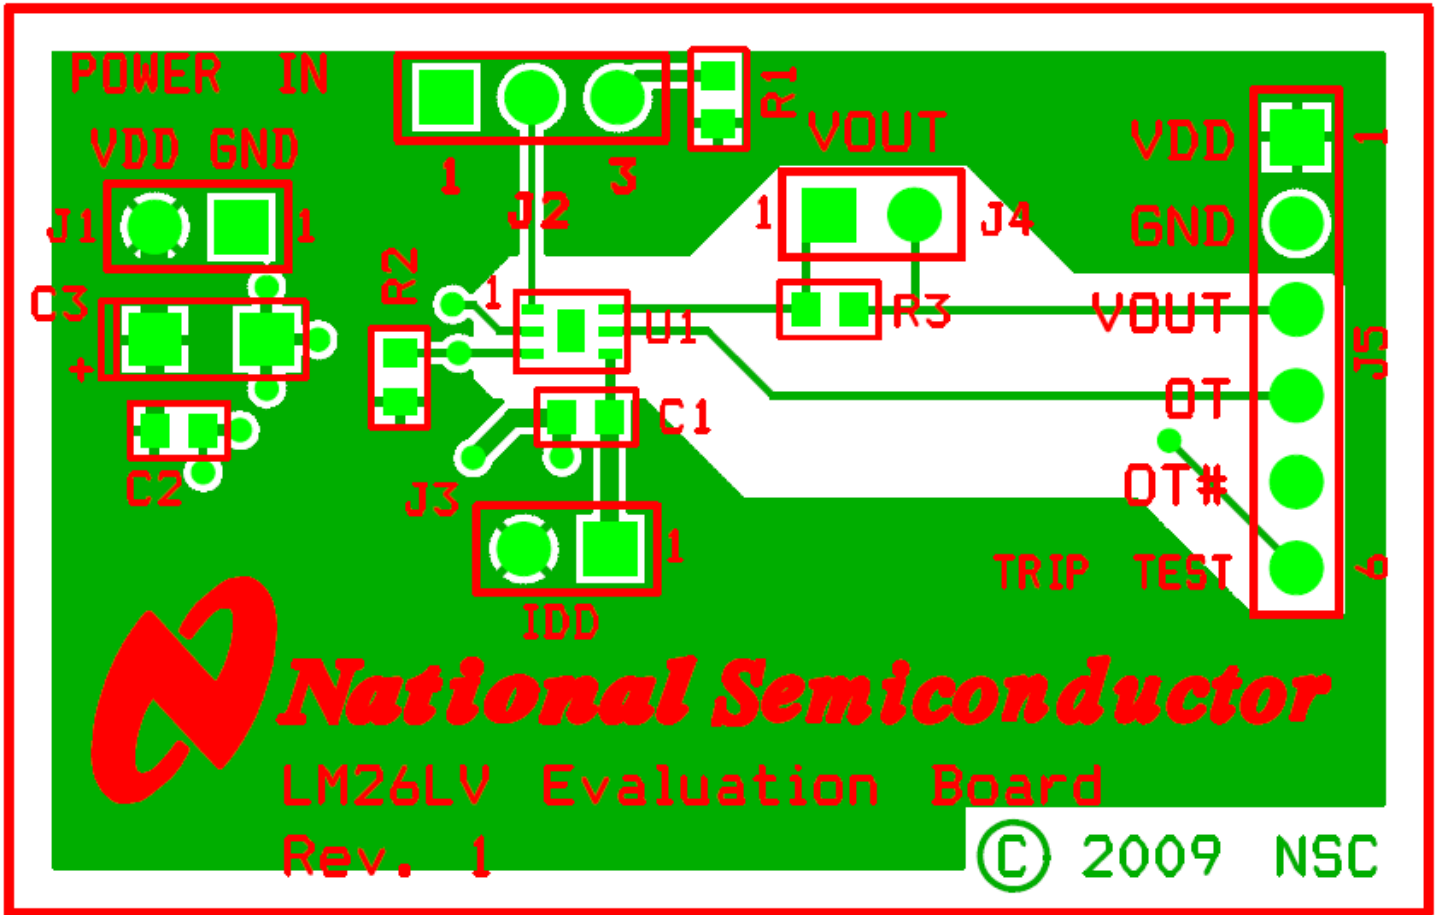 POWER IN
VDD GND
J1
1
C3
+
C2
R2
1
3
J2
R1
VOUT
1
J4
1
U1
R3
C1
J3
1
IDD
VDD
1
GND
VOUT
J5
OT
OT#
TRIP TEST
6
National Semiconductor
LM26LV Evaluation Board
Rev. 1
© 2009 NSC